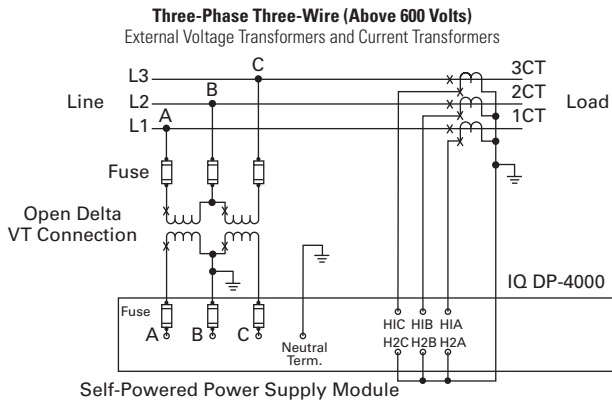 Three-Phase Three-Wire (Above 600 Volts)
External Voltage Transformers and Current Transformers
C
L3
3CT
B
Line
L2
2CT
Load
A
L1
1CT
Fuse
Open Delta
VT Connection
IQ DP-4000
Fuse
A
B
C
Neutral
Term.
HIC HIB HIA
H2C H2B H2A
Self-Powered Power Supply Module